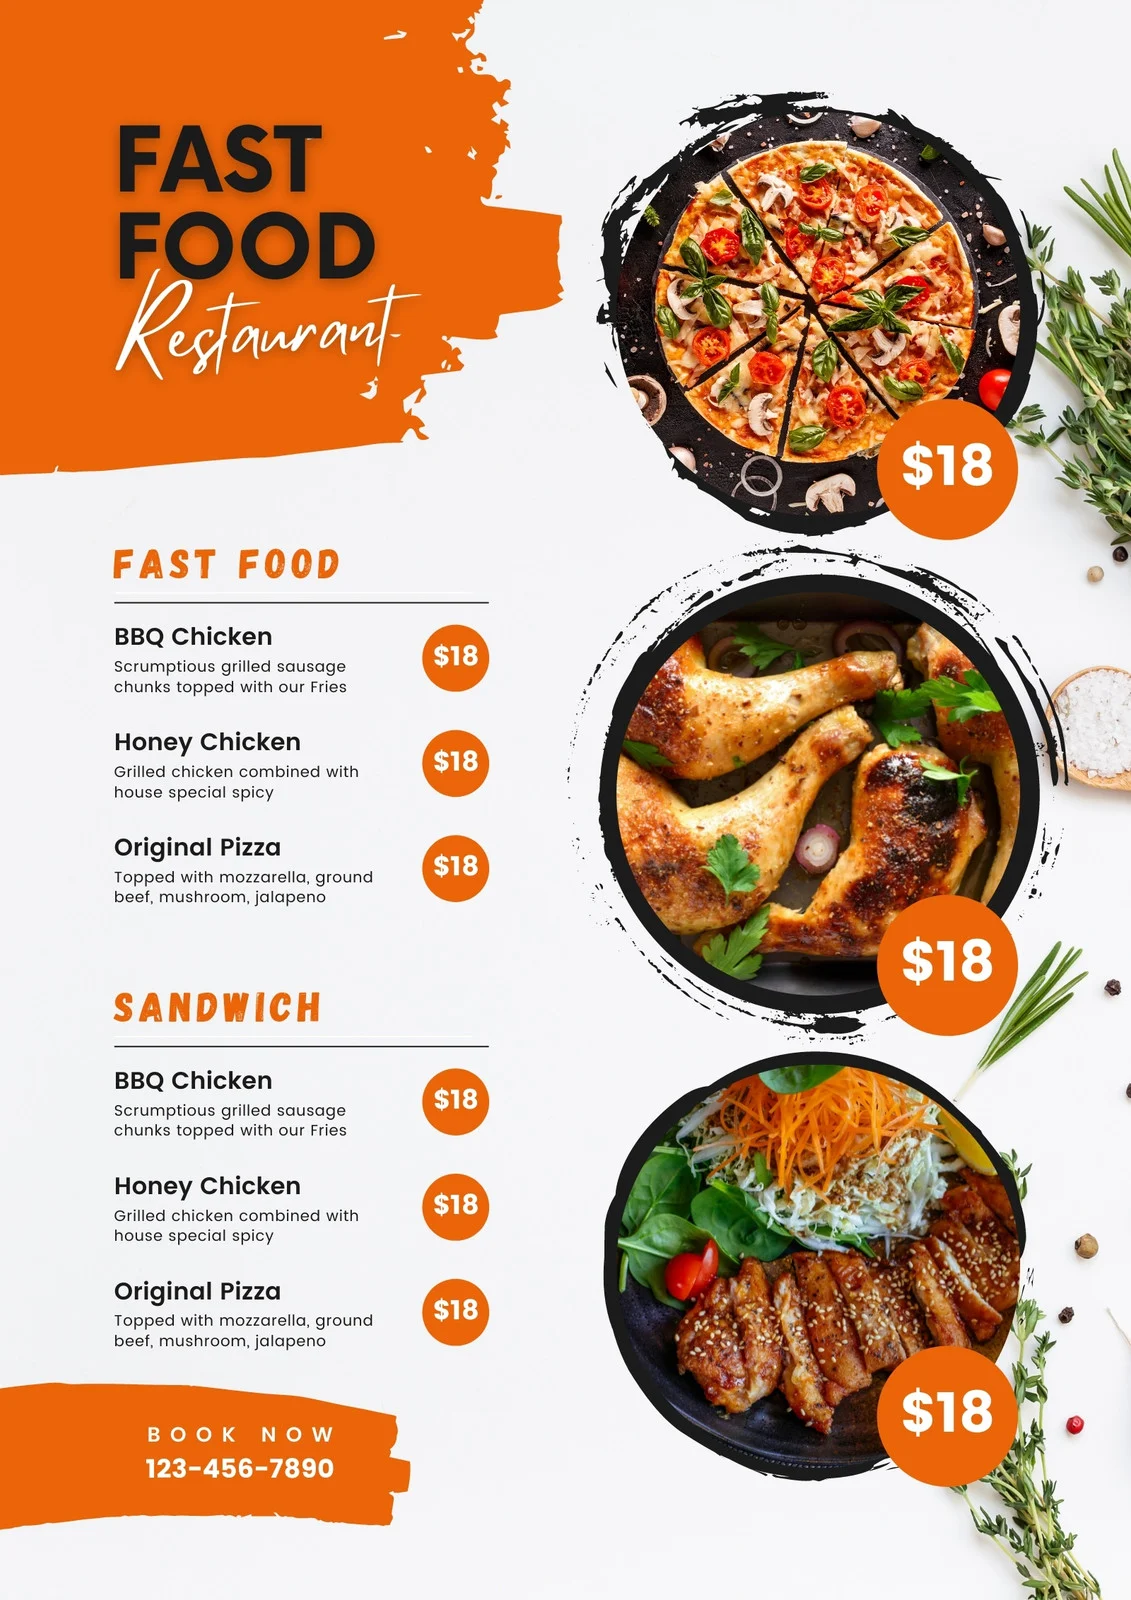 FAST
FOOD
Restaurant
$18
FAST FOOD
BBQ Chicken
Scrumptious grilled sausage
chunks topped with our Fries
$18
Honey Chicken
Grilled chicken combined with
house special spicy
$18
Original Pizza
Topped with mozzarella, ground
beef, mushroom, jalapeno
$18
$18
SANDWICH
BBQ Chicken
Scrumptious grilled sausage
chunks topped with our Fries
$18
Honey Chicken
Grilled chicken combined with
house special spicy
$18
Original Pizza
Topped with mozzarella, ground
beef, mushroom, jalapeno
$18
$18
BOOK NOW
123-456-7890